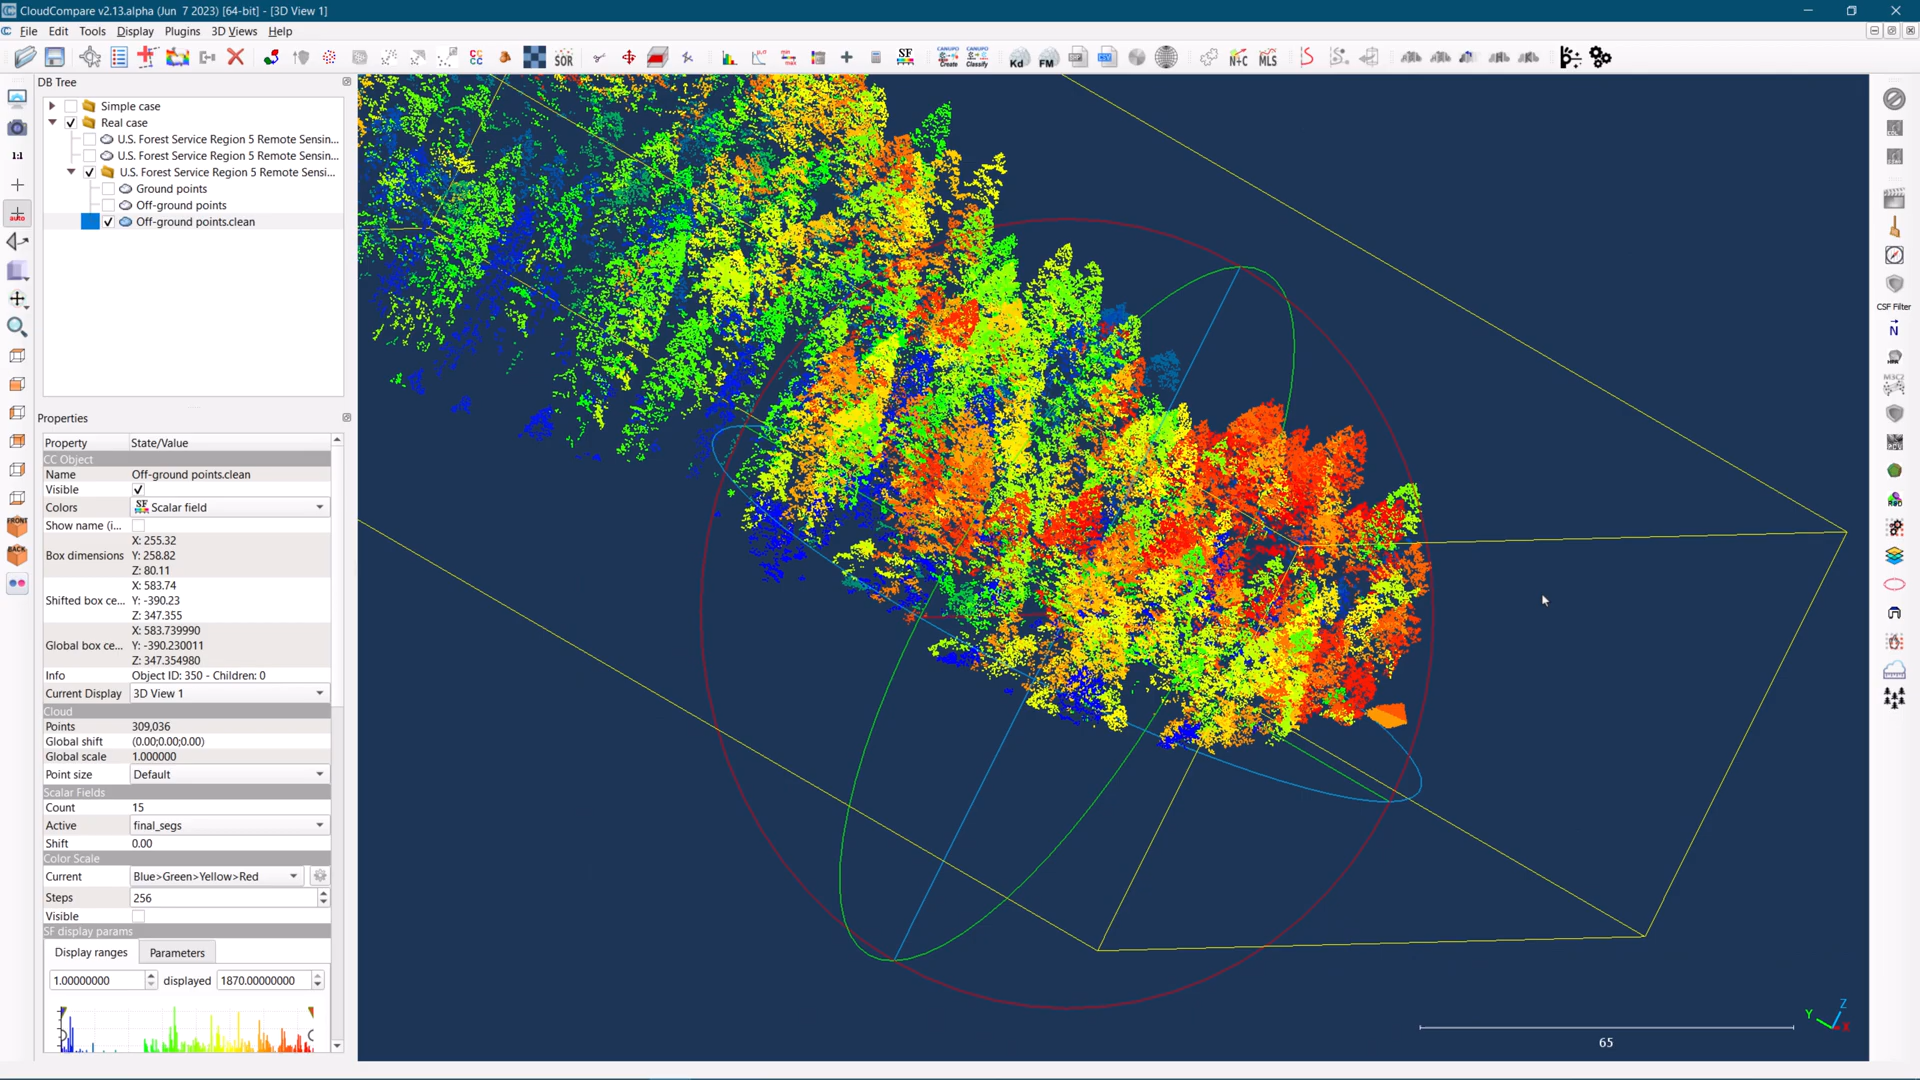 CloudCompare v2.13.alpha (Jun 7 2023) [64-bit] - [3D View 1]
File Edit Tools Display Plugins 3D Views Help
SOR SF Kd FM N+C MLS
DB Tree
Simple case
Real case
U.S. Forest Service Region 5 Remote Sensin...
U.S. Forest Service Region 5 Remote Sensin...
U.S. Forest Service Region 5 Remote Sensi...
Ground points
Off-ground points
Off-ground points.clean
1:1
auto
FRONT
BACK
CSF Filter
N
Properties
Property State/Value
CC Object
Name Off-ground points.clean
Visible
Colors SF Scalar field
Show name (i...
Box dimensions X: 255.32
Y: 258.82
Z: 80.11
Shifted box ce... X: 583.74
Y: -390.23
Z: 347.355
Global box ce... X: 583.739990
Y: -390.230011
Z: 347.354980
Info Object ID: 350 - Children: 0
Current Display 3D View 1
Cloud
Points 309,036
Global shift (0.00;0.00;0.00)
Global scale 1.000000
Point size Default
Scalar Fields
Count 15
Active final_segs
Shift 0.00
Color Scale
Current Blue>Green>Yellow>Red
Steps 256
Visible
SF display params
Display ranges Parameters
1.00000000 displayed 1870.00000000
Z
Y
X
65